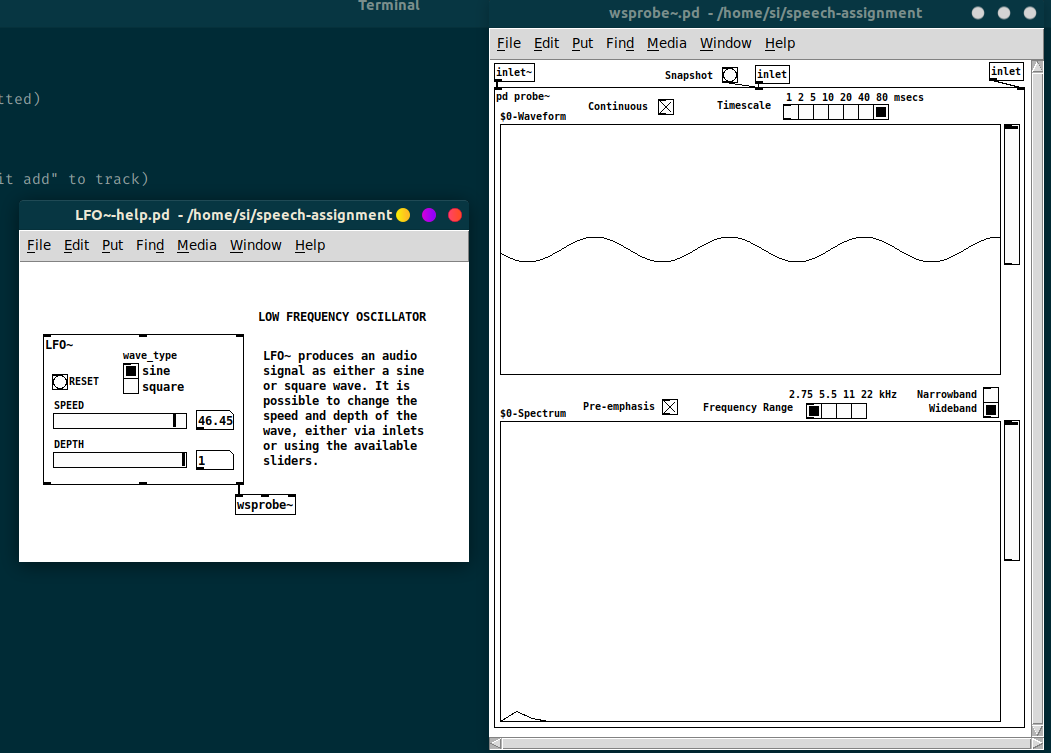 Terminal
tted)
it add" to track)
LFO~-help.pd - /home/si/speech-assignment
File Edit Put Find Media Window Help
LOW FREQUENCY OSCILLATOR
LFO~
wave_type
sine
square
RESET
SPEED
46.45
DEPTH
1
LFO~ produces an audio
signal as either a sine
or square wave. It is
possible to change the
speed and depth of the
wave, either via inlets
or using the available
sliders.
wsprobe~
wsprobe~.pd - /home/si/speech-assignment
File Edit Put Find Media Window Help
inlet~
Snapshot
inlet
inlet
pd probe~
Continuous
Timescale
1 2 5 10 20 40 80 msecs
$0-Waveform
2.75 5.5 11 22 kHz
Narrowband
$0-Spectrum
Pre-emphasis
Frequency Range
Wideband